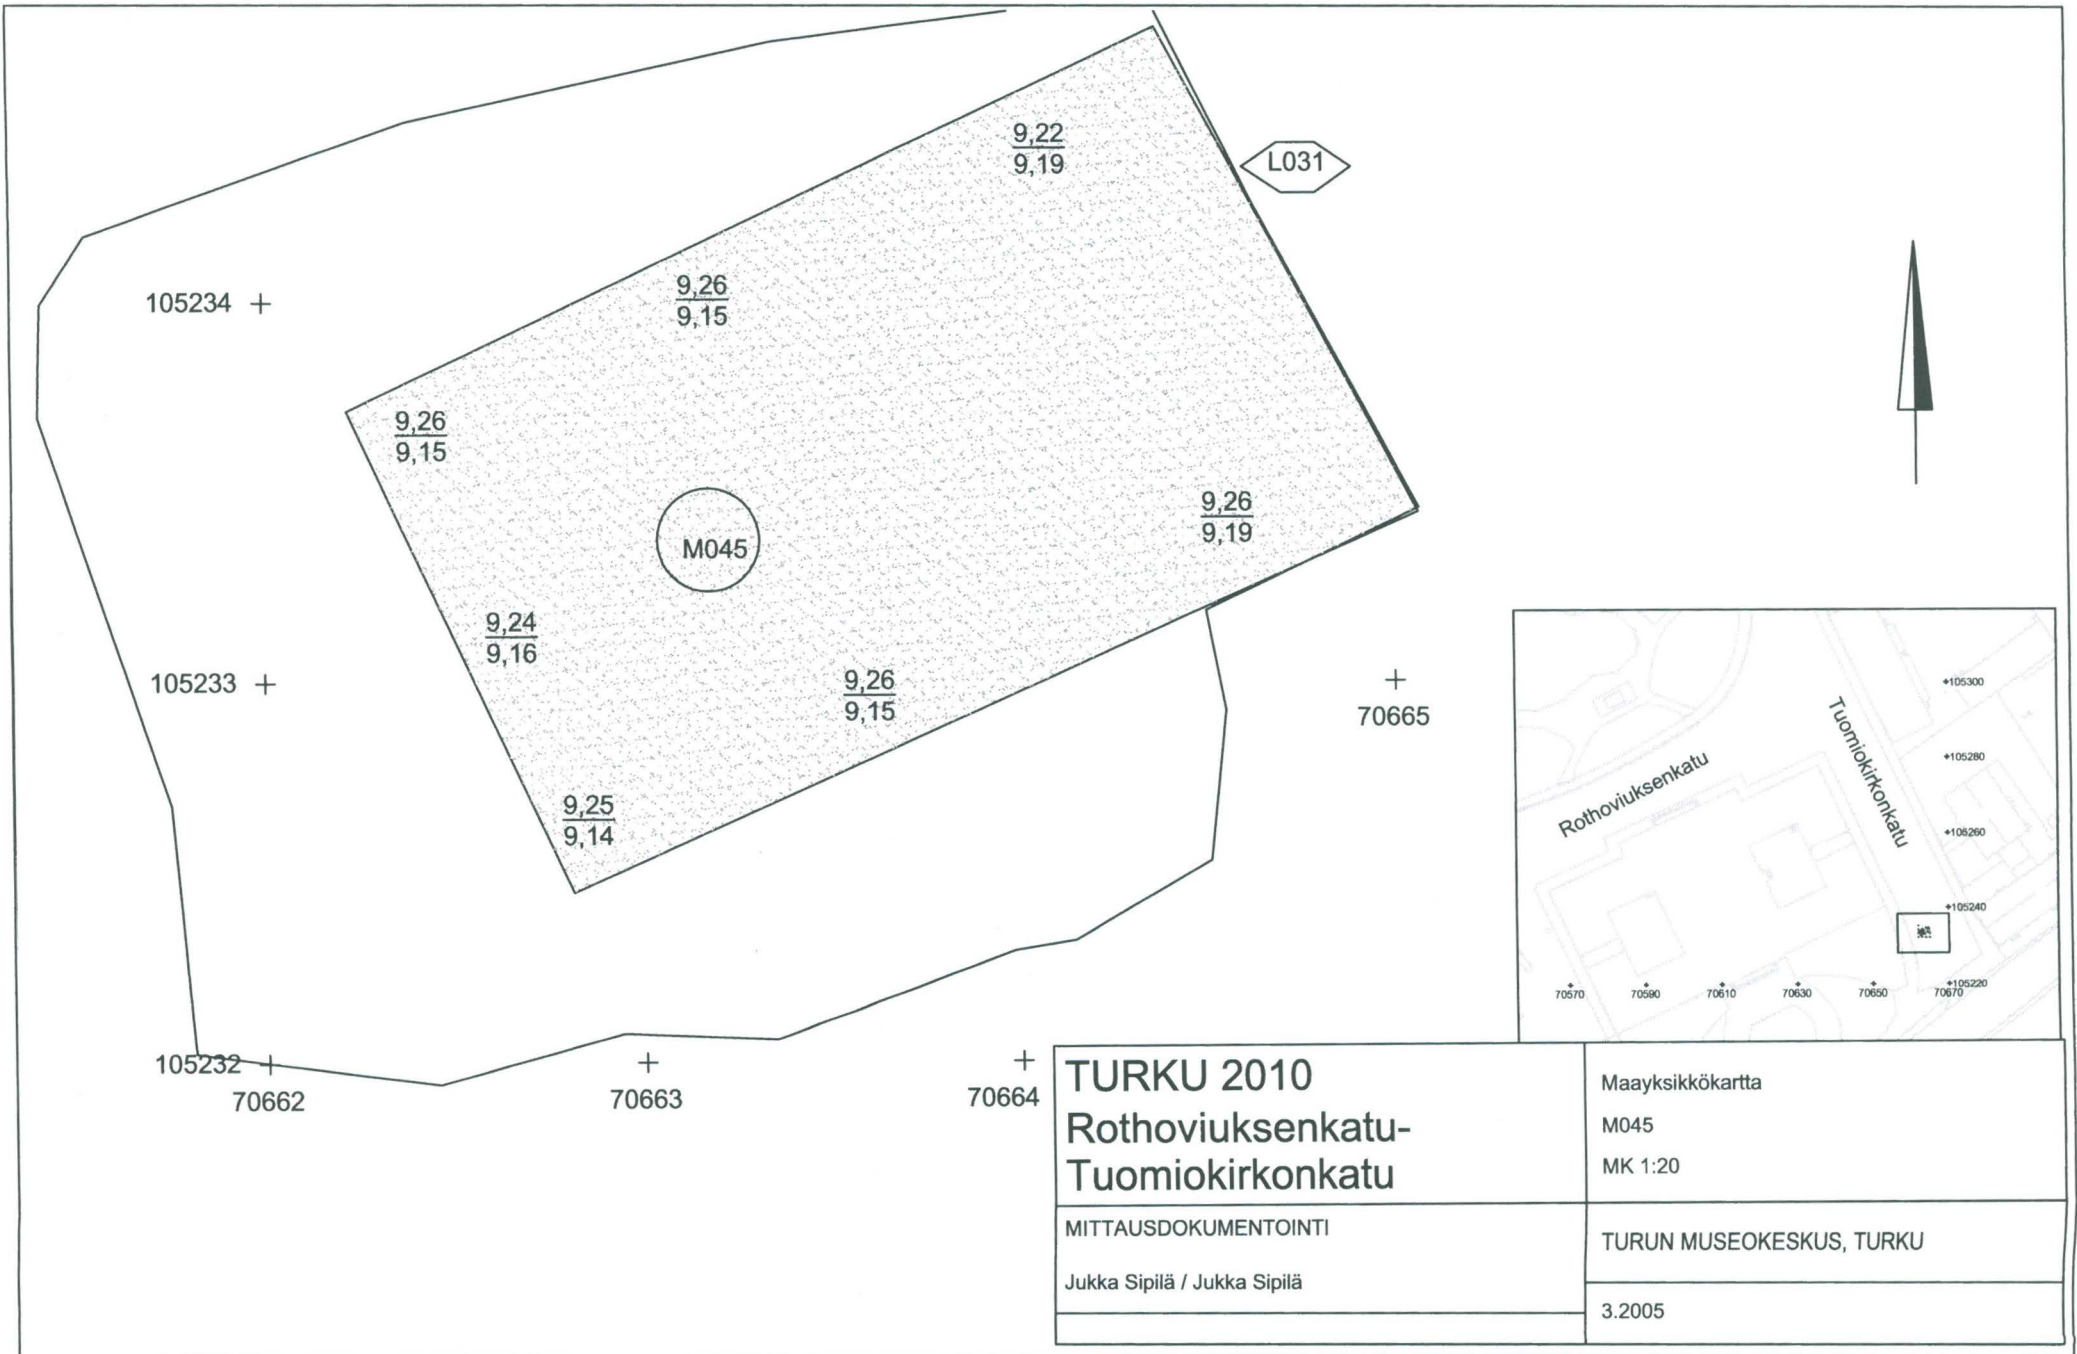 9,22
9,19
L031
9,26
9,15
105234
9,26
9,15
9,26
9,19
M045
9,24
9,16
105233
9,26
9,15
70665
9,25
9,14
105232
70662
70663
70664
Rothoviuksenkatu
Tuomiokirkonkatu
105300
105280
105260
105240
105220
70570
70590
70610
70630
70650
70670
TURKU 2010
Rothoviuksenkatu-
Tuomiokirkonkatu
Maayksikkökartta
M045
MK 1:20
MITTAUSDOKUMENTOINTI
Jukka Sipilä / Jukka Sipilä
TURUN MUSEOKESKUS, TURKU
3.2005